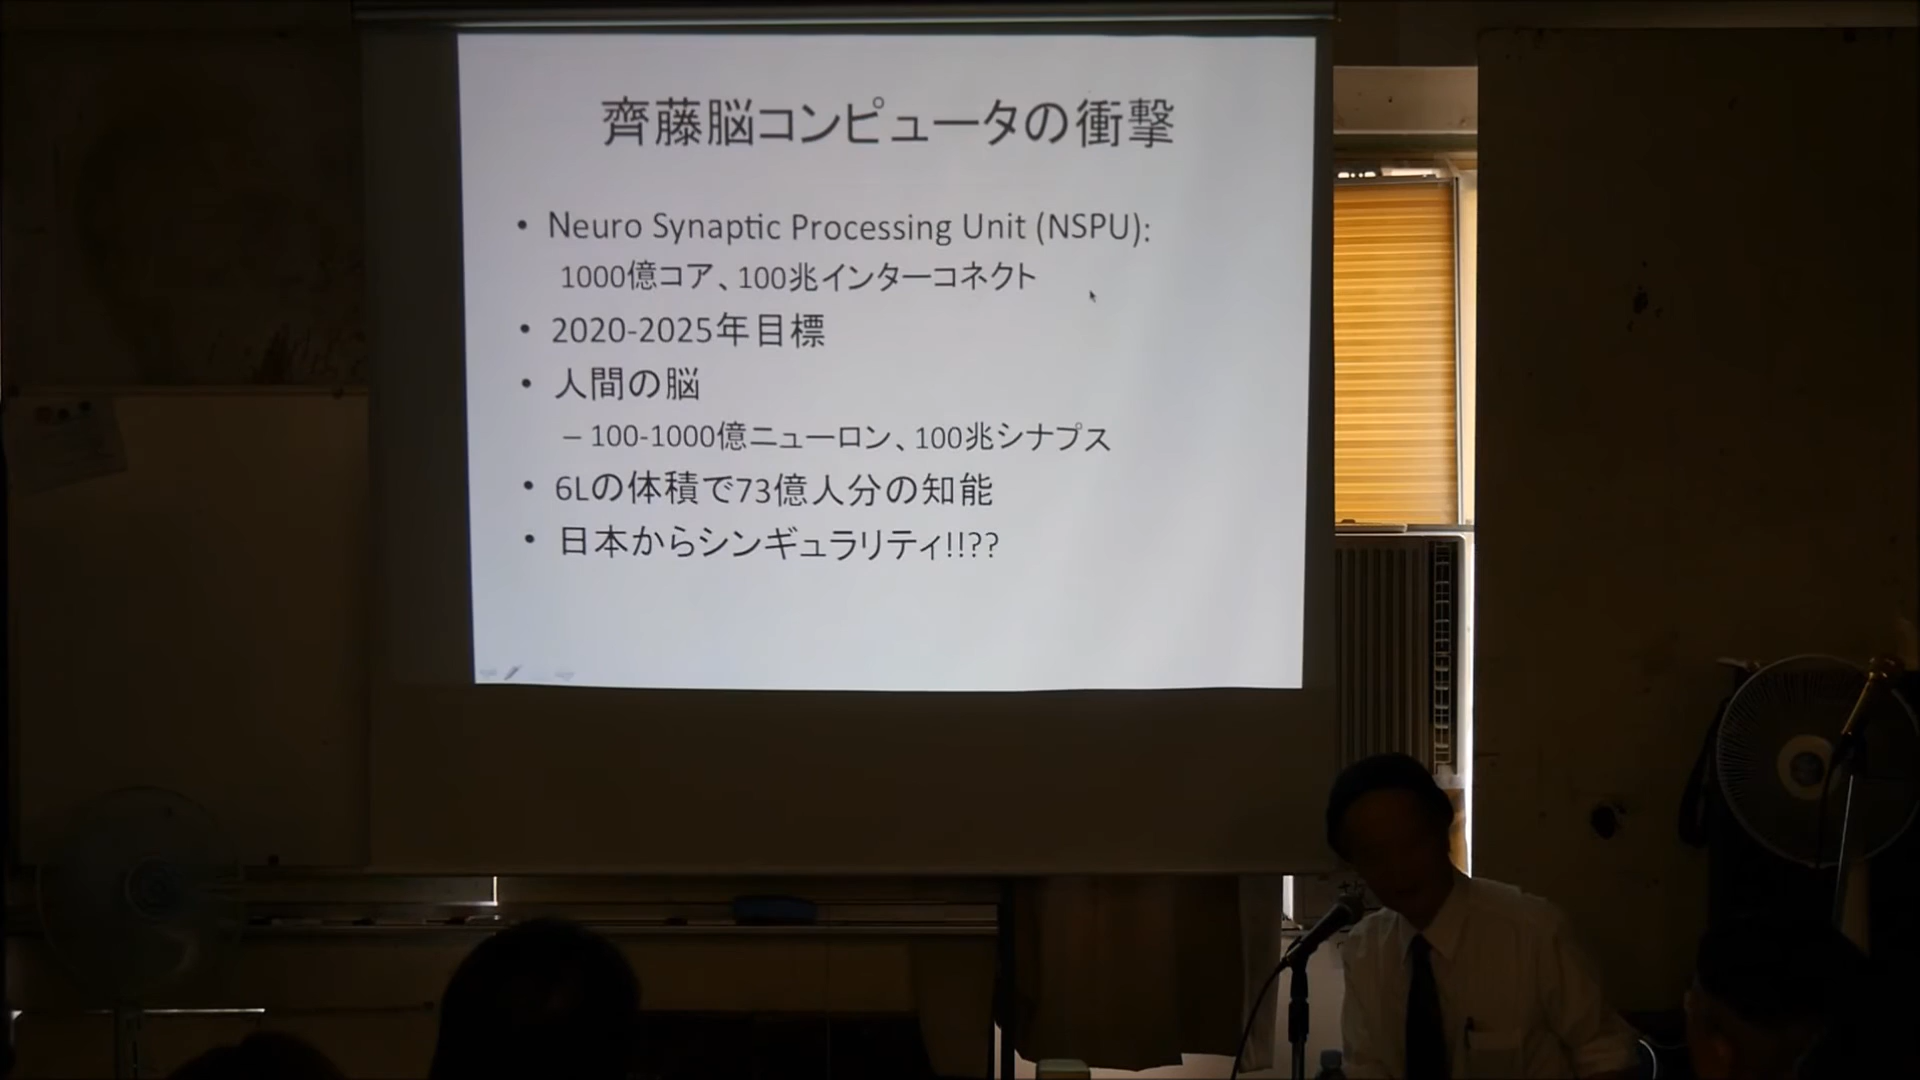 齊藤脳コンピュータの衝撃
• Neuro Synaptic Processing Unit (NSPU):
1000億コア、100兆インターコネクト
• 2020-2025年目標
• 人間の脳
– 100-1000億ニューロン、100兆シナプス
• 6Lの体積で73億人分の知能
• 日本からシンギュラリティ!!??